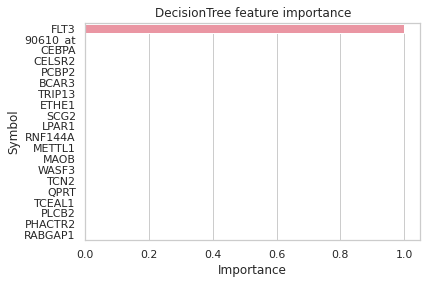 DecisionTree feature importance
FLT3
90610_at
CEBPA
CELSR2
PCBP2
BCAR3
TRIP13
ETHE1
SCG2
LPAR1
RNF144A
METTL1
MAOB
WASF3
TCN2
QPRT
TCEAL1
PLCB2
PHACTR2
RABGAP1
Symbol
0.0 0.2 0.4 0.6 0.8 1.0
Importance